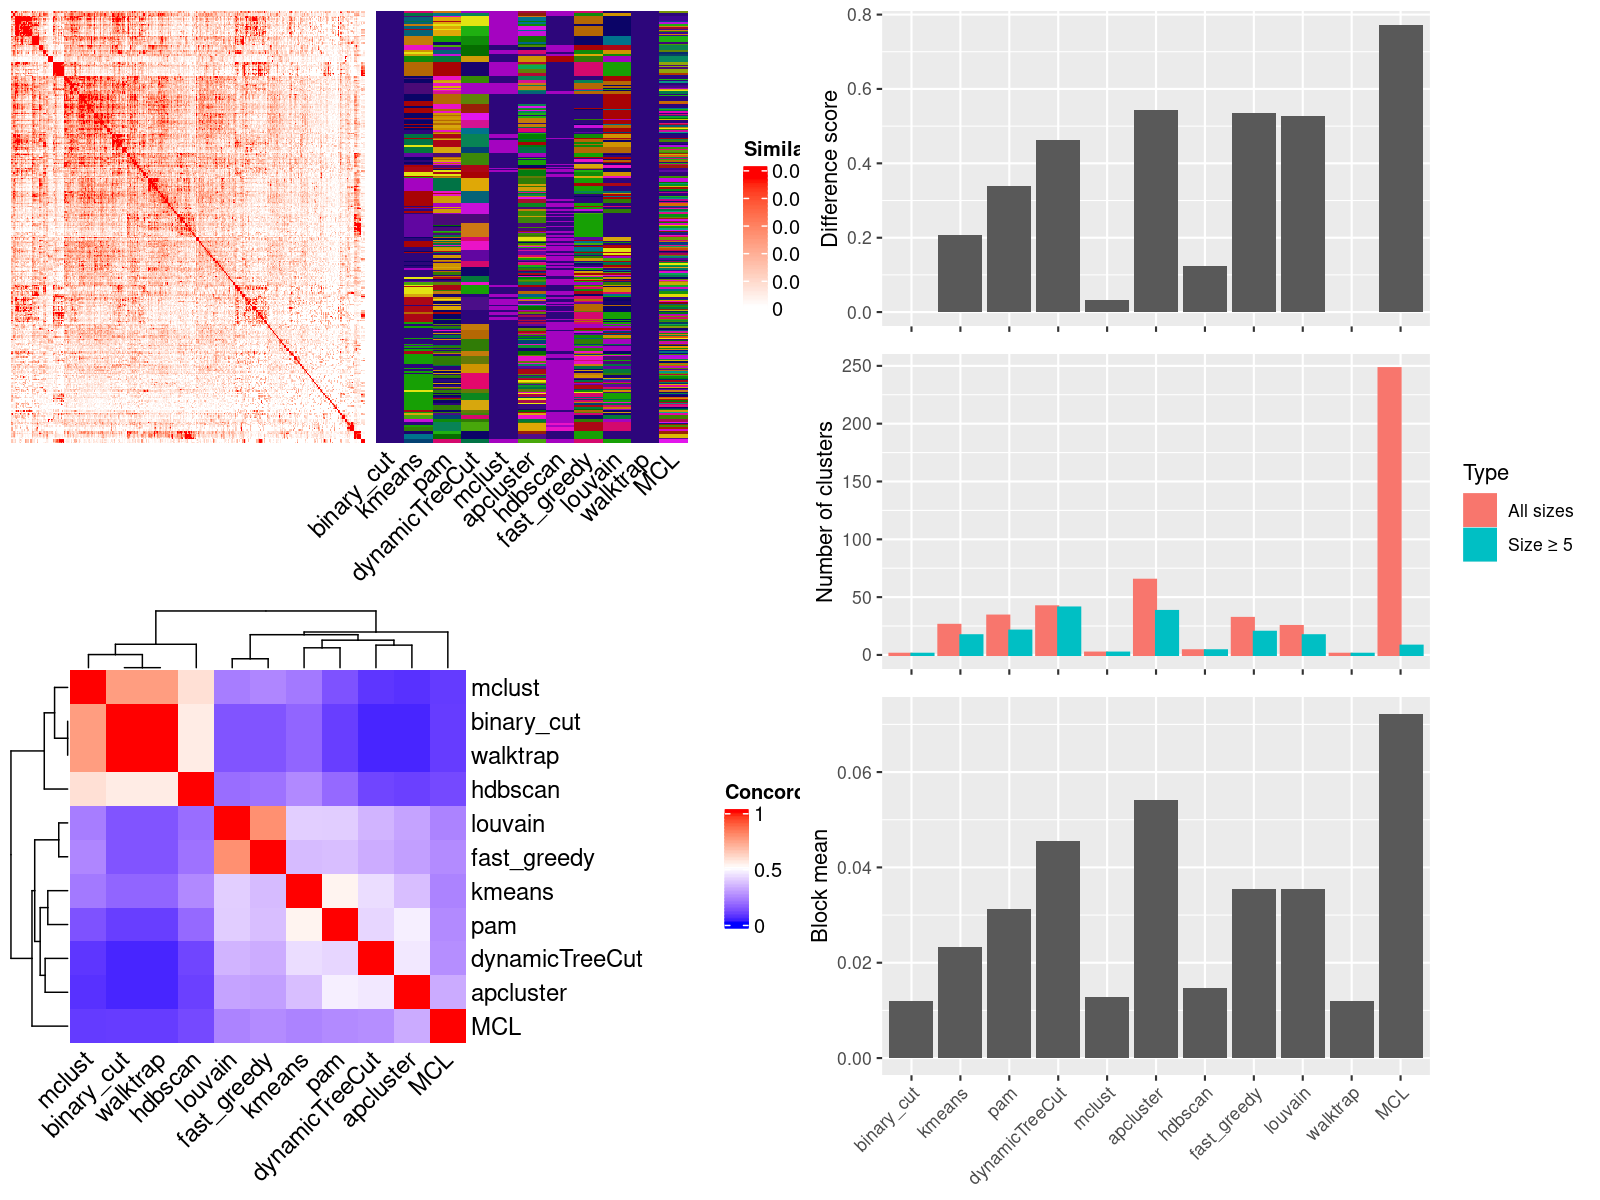 Simila
0.0
0.0
0.0
0.0
0.0
0
binary_cut
kmeans
pam
dynamicTreeCut
mclust
apcluster
hdbscan
fast_greedy
louvain
walktrap
MCL
mclust
binary_cut
walktrap
hdbscan
louvain
fast_greedy
kmeans
pam
dynamicTreeCut
apcluster
MCL
mclust
binary_cut
walktrap
hdbscan
louvain
fast_greedy
kmeans
pam
dynamicTreeCut
apcluster
MCL
Concord
1
0.5
0
Difference score
0.8
0.6
0.4
0.2
0.0
Number of clusters
250
200
150
100
50
0
Type
All sizes
Size ≥ 5
Block mean
0.06
0.04
0.02
0.00
binary_cut
kmeans
pam
dynamicTreeCut
mclust
apcluster
hdbscan
fast_greedy
louvain
walktrap
MCL